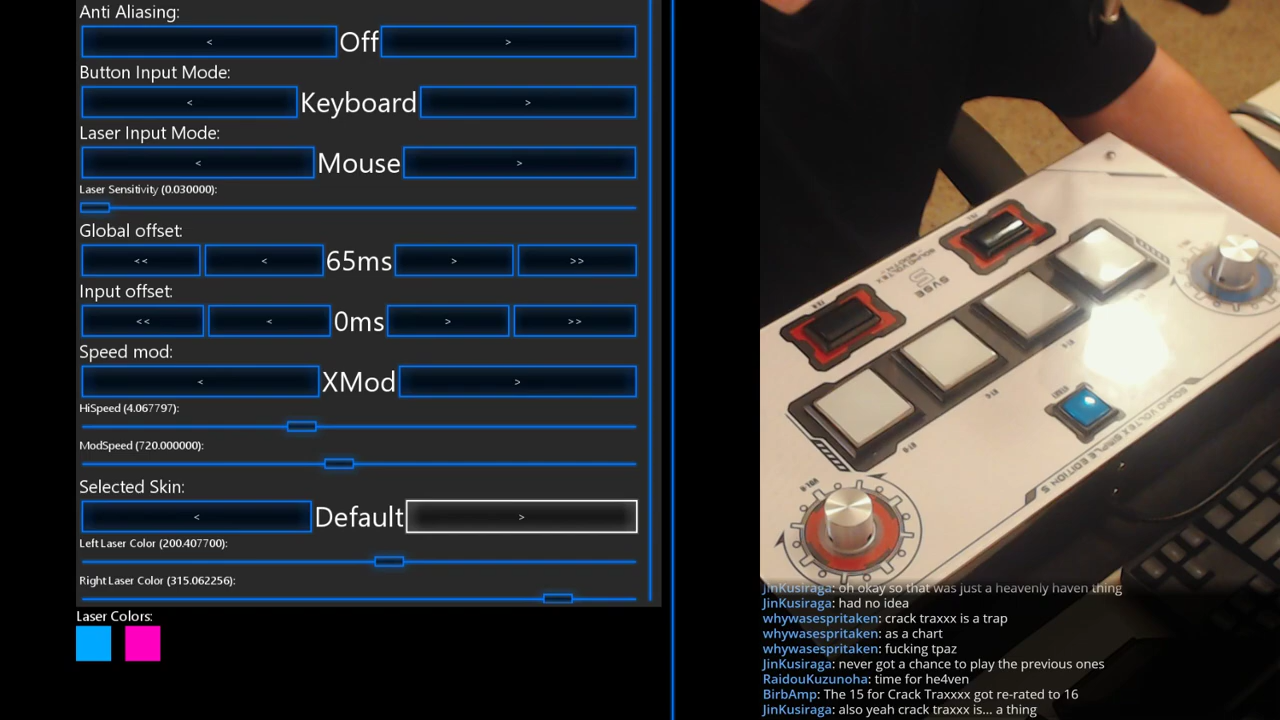 Anti Aliasing:
< Off >
Button Input Mode:
< Keyboard >
Laser Input Mode:
< Mouse >
Laser Sensitivity (0.030000):
Global offset:
<< < 65ms > >>
Input offset:
<< < 0ms > >>
Speed mod:
< XMod >
HiSpeed (4.067797):
ModSpeed (720.000000):
Selected Skin:
< Default >
Left Laser Color (200.407700):
Right Laser Color (315.062256):
Laser Colors:
START
SOUND VOLTEX SIMPLE EDITION S
JinKusiraga: oh okay so that was just a heavenly haven thing
JinKusiraga: had no idea
whywasespritaken: crack traxxx is a trap
whywasespritaken: as a chart
whywasespritaken: fucking tpaz
JinKusiraga: never got a chance to play the previous ones
RaidouKuzunoha: time for he4ven
BirbAmp: The 15 for Crack Traxxxx got re-rated to 16
JinKusiraga: also yeah crack traxxx is... a thing